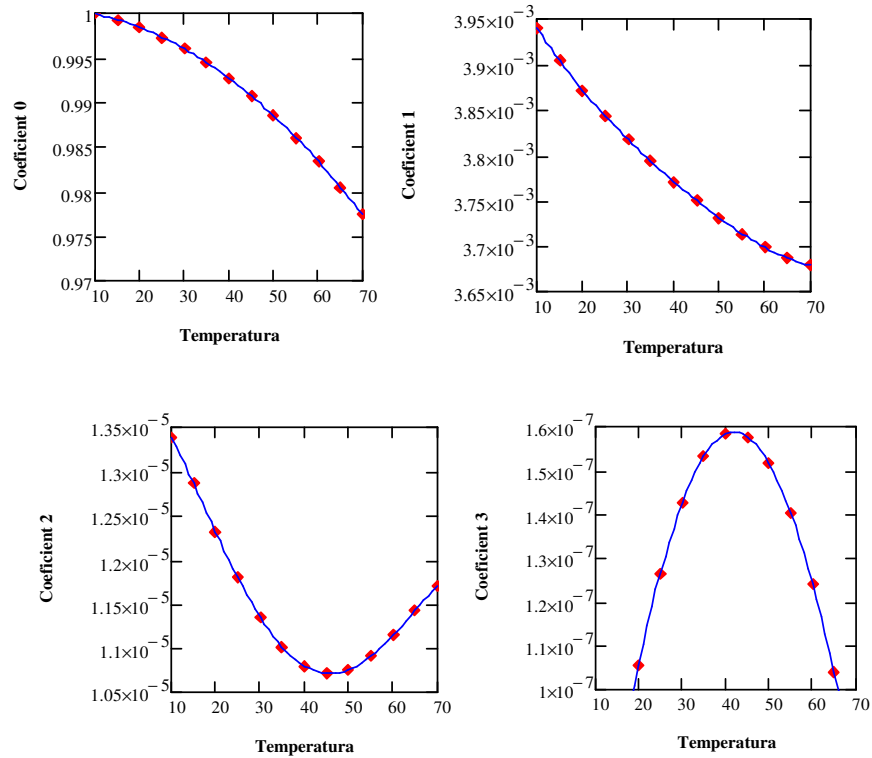 Coeficient 0
1
0.995
0.99
0.985
0.98
0.975
0.97
10 20 30 40 50 60 70
Temperatura
Coeficient 1
3.95×10⁻³
3.9×10⁻³
3.85×10⁻³
3.8×10⁻³
3.75×10⁻³
3.7×10⁻³
3.65×10⁻³
10 20 30 40 50 60 70
Temperatura
Coeficient 2
1.35×10⁻⁵
1.3×10⁻⁵
1.25×10⁻⁵
1.2×10⁻⁵
1.15×10⁻⁵
1.1×10⁻⁵
1.05×10⁻⁵
10 20 30 40 50 60 70
Temperatura
Coeficient 3
1.6×10⁻⁷
1.5×10⁻⁷
1.4×10⁻⁷
1.3×10⁻⁷
1.2×10⁻⁷
1.1×10⁻⁷
1×10⁻⁷
10 20 30 40 50 60 70
Temperatura